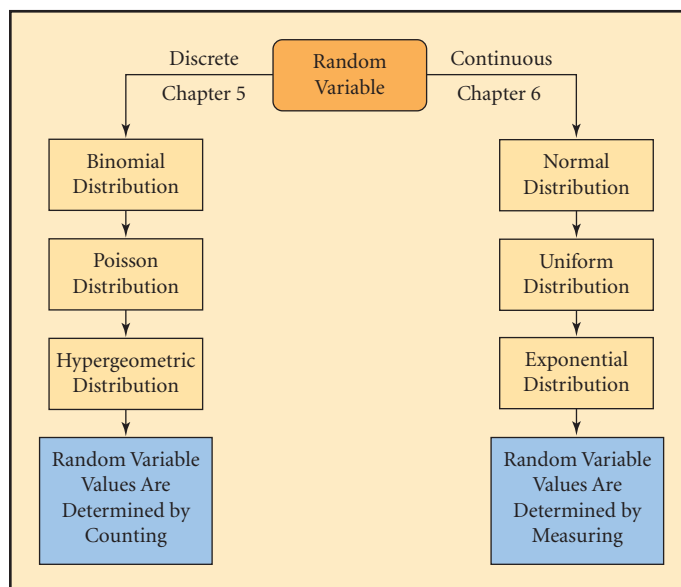 Random
Variable
Discrete
Chapter 5
Continuous
Chapter 6
Binomial
Distribution
Poisson
Distribution
Hypergeometric
Distribution
Random Variable
Values Are
Determined by
Counting
Normal
Distribution
Uniform
Distribution
Exponential
Distribution
Random Variable
Values Are
Determined by
Measuring